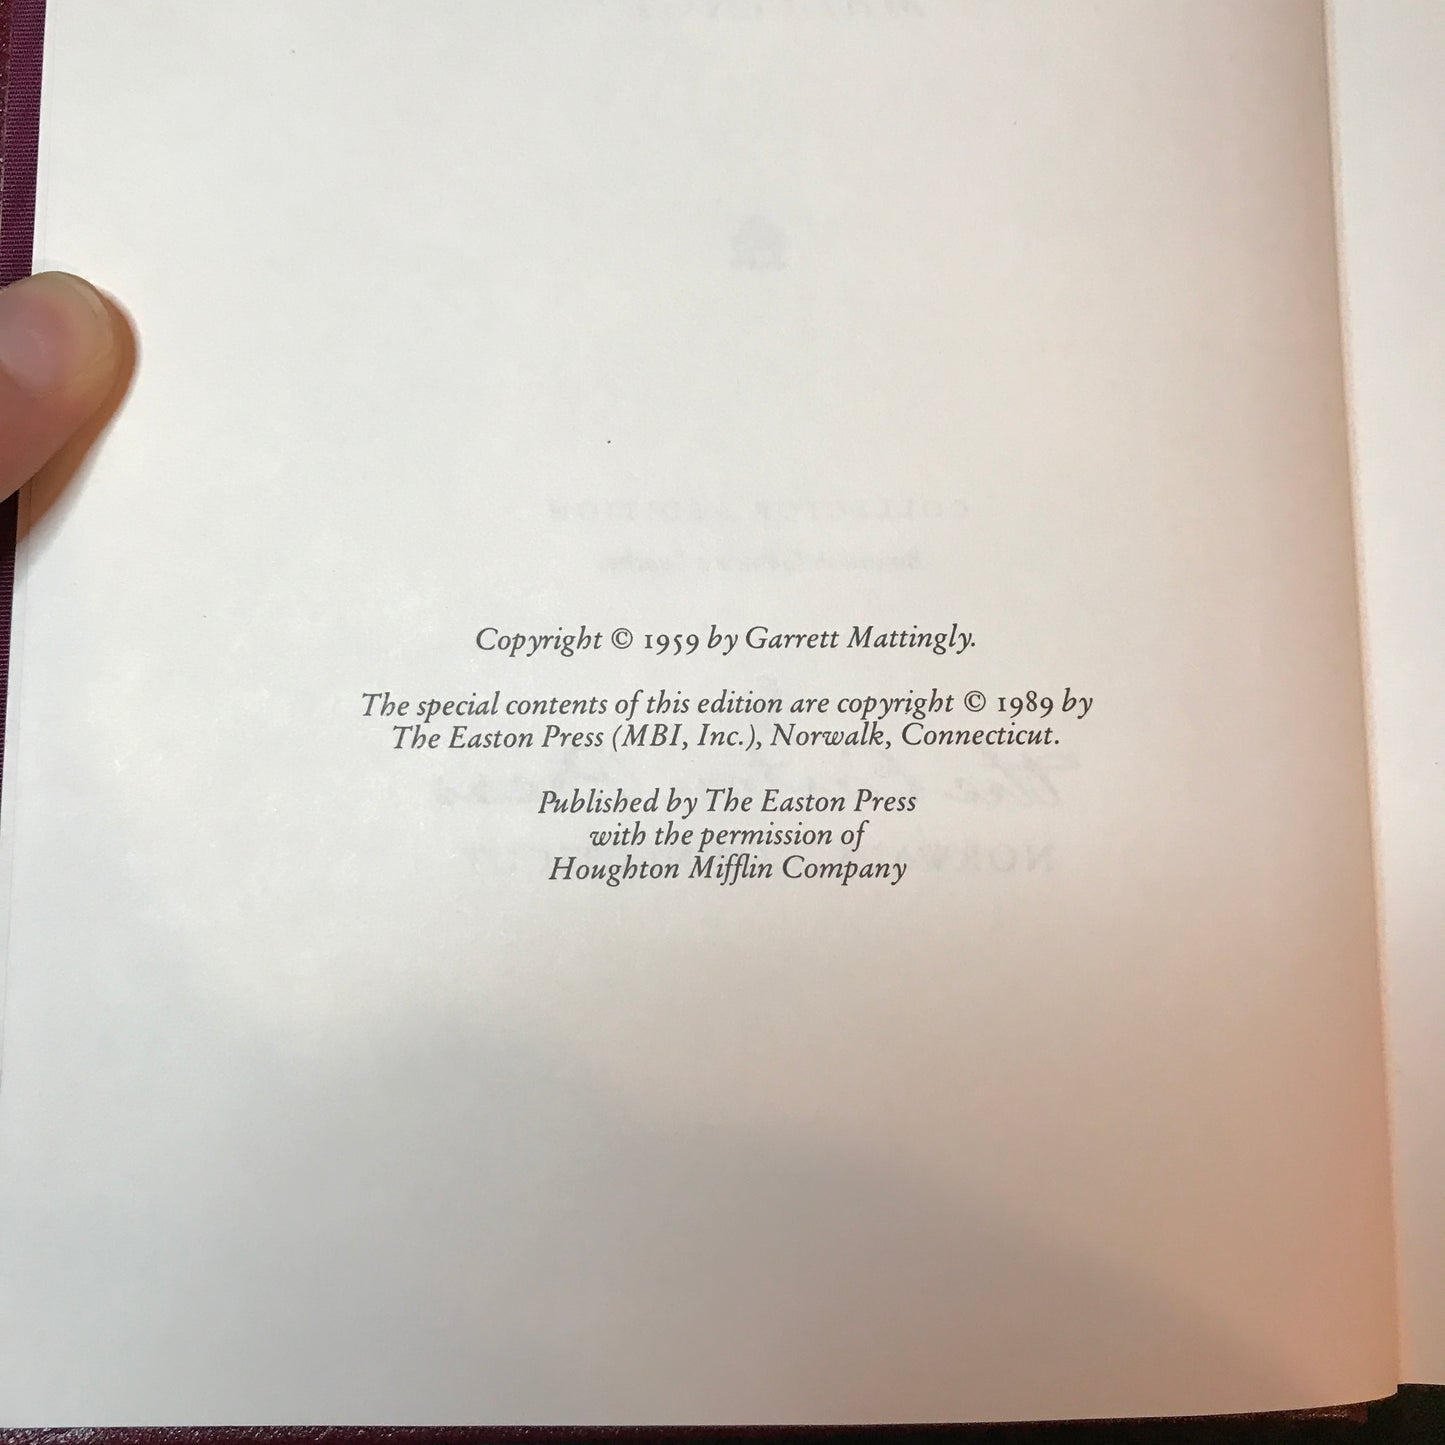 Copyright © 1959 by Garrett Mattingly.
The special contents of this edition are copyright © 1989 by
The Easton Press (MBI, Inc.), Norwalk, Connecticut.
Published by The Easton Press
with the permission of
Houghton Mifflin Company